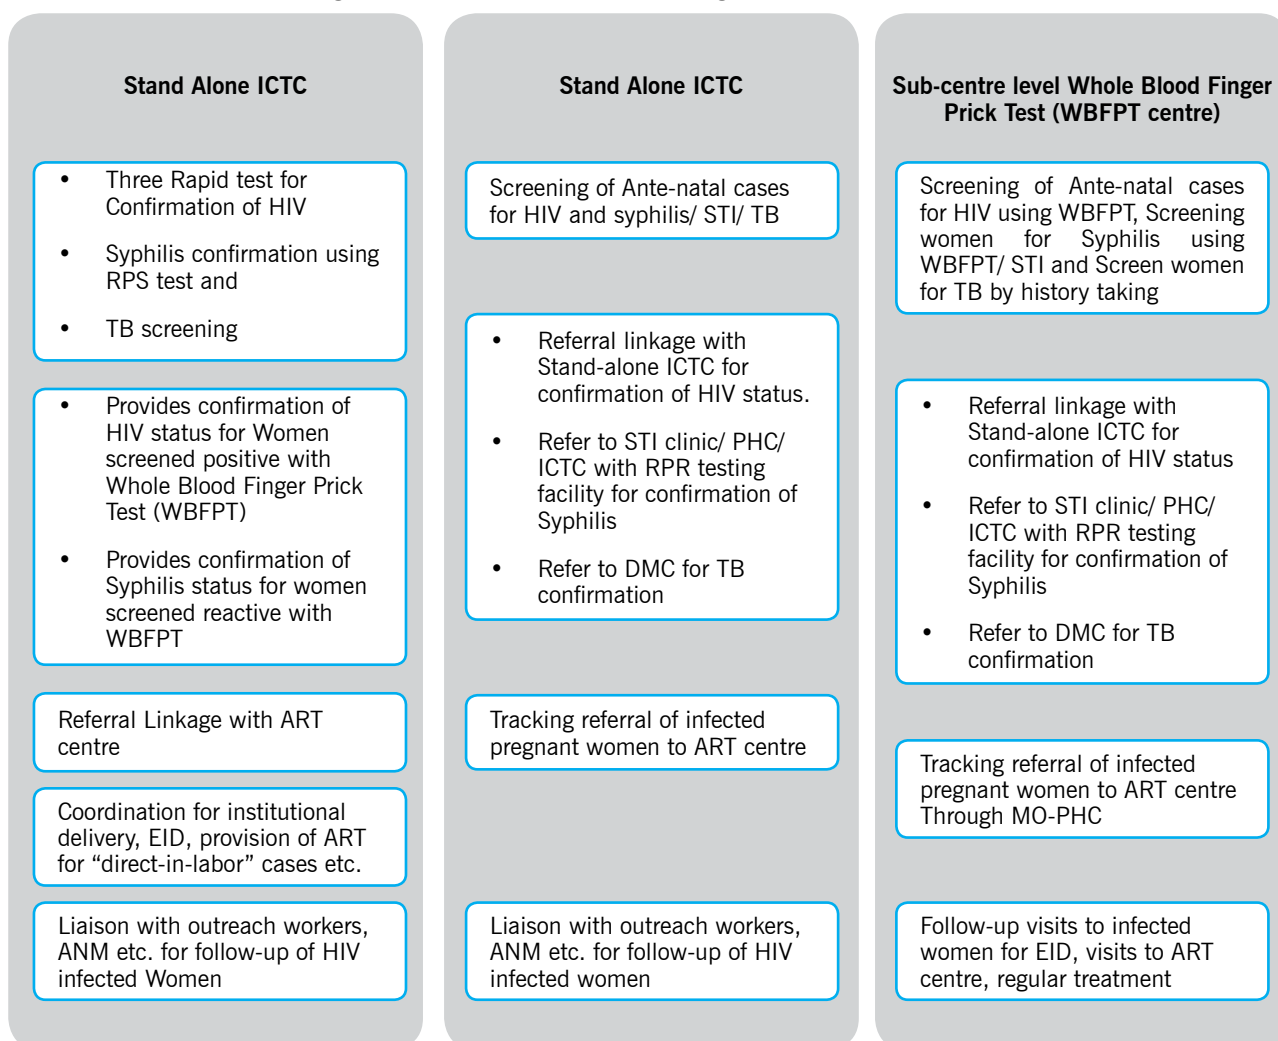 Stand Alone ICTC
• Three Rapid test for
Confirmation of HIV
• Syphilis confirmation using
RPS test and
• TB screening
• Provides confirmation of
HIV status for Women
screened positive with
Whole Blood Finger Prick
Test (WBFPT)
• Provides confirmation of
Syphilis status for women
screened reactive with
WBFPT
Referral Linkage with ART
centre
Coordination for institutional
delivery, EID, provision of ART
for “direct-in-labor” cases etc.
Liaison with outreach workers,
ANM etc. for follow-up of HIV
infected Women
Stand Alone ICTC
Screening of Ante-natal cases
for HIV and syphilis/ STI/ TB
• Referral linkage with
Stand-alone ICTC for
confirmation of HIV status.
• Refer to STI clinic/ PHC/
ICTC with RPR testing
facility for confirmation of
Syphilis
• Refer to DMC for TB
confirmation
Tracking referral of infected
pregnant women to ART centre
Liaison with outreach workers,
ANM etc. for follow-up of HIV
infected women
Sub-centre level Whole Blood Finger
Prick Test (WBFPT centre)
Screening of Ante-natal cases
for HIV using WBFPT, Screening
women for Syphilis using
WBFPT/ STI and Screen women
for TB by history taking
• Referral linkage with
Stand-alone ICTC for
confirmation of HIV status
• Refer to STI clinic/ PHC/
ICTC with RPR testing
facility for confirmation of
Syphilis
• Refer to DMC for TB
confirmation
Tracking referral of infected
pregnant women to ART centre
Through MO-PHC
Follow-up visits to infected
women for EID, visits to ART
centre, regular treatment